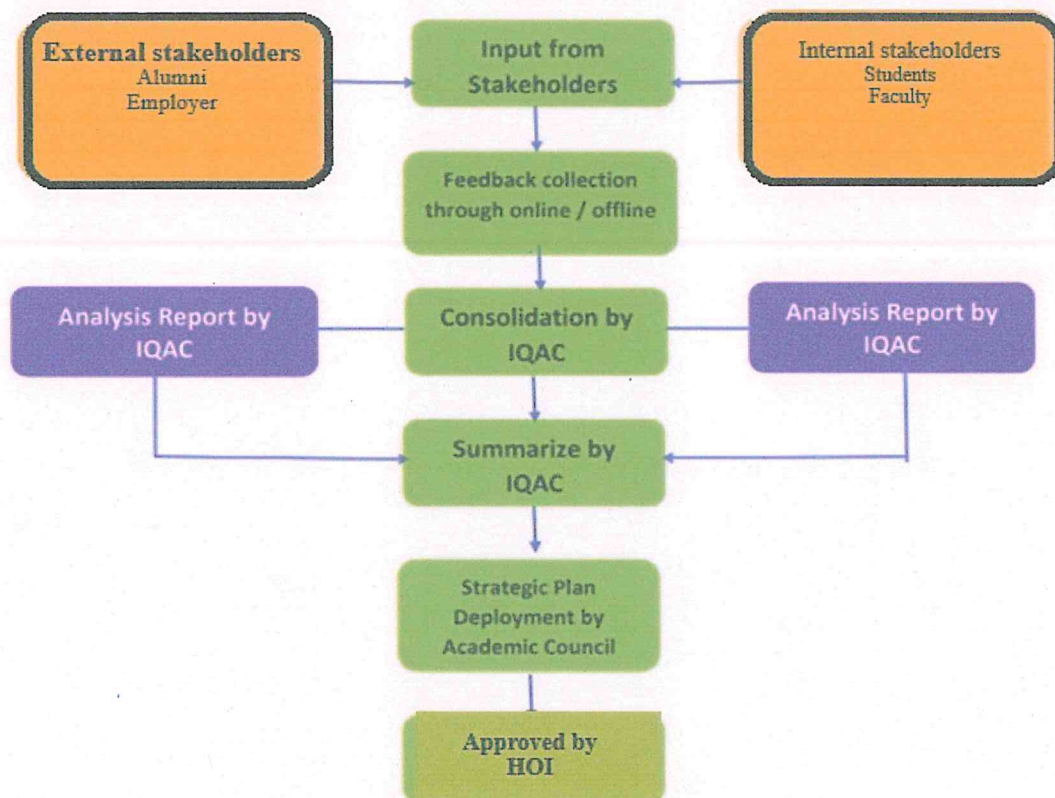 External stakeholders
Alumni
Employer
Input from
Stakeholders
Internal stakeholders
Students
Faculty
Feedback collection
through online / offline
Analysis Report by
IQAC
Consolidation by
IQAC
Analysis Report by
IQAC
Summarize by
IQAC
Strategic Plan
Deployment by
Academic Council
Approved by
HOI